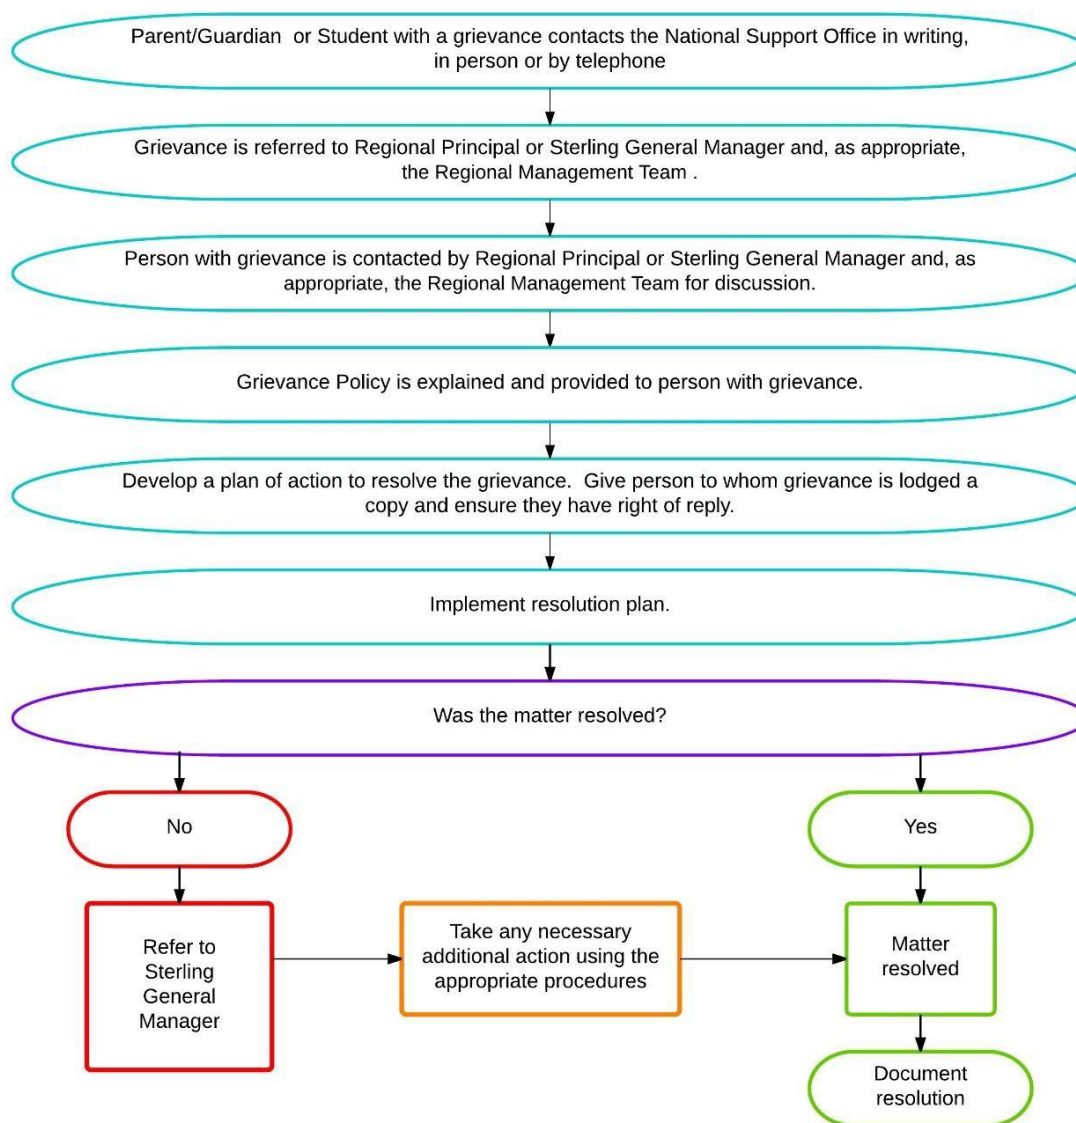 Parent/Guardian  or Student with a grievance contacts the National Support Office in writing,
in person or by telephone
Grievance is referred to Regional Principal or Sterling General Manager and, as appropriate,
the Regional Management Team .
Person with grievance is contacted by Regional Principal or Sterling General Manager and, as
appropriate, the Regional Management Team for discussion.
Grievance Policy is explained and provided to person with grievance.
Develop a plan of action to resolve the grievance.  Give person to whom grievance is lodged a
copy and ensure they have right of reply.
Implement resolution plan.
Was the matter resolved?
No
Yes
Refer to
Sterling
General
Manager
Take any necessary
additional action using the
appropriate procedures
Matter
resolved
Document
resolution